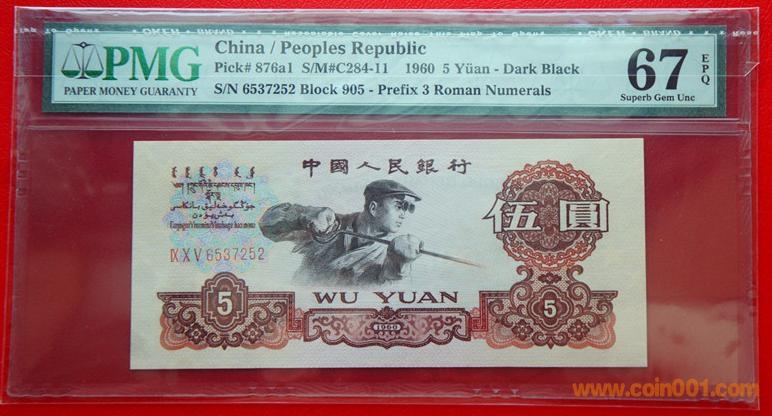 PMG
PAPER MONEY GUARANTY
China / Peoples Republic
Pick# 876a1 S/M#C284-11 1960 5 Yüan - Dark Black
S/N 6537252 Block 905 - Prefix 3 Roman Numerals
67 EPQ
Superb Gem Unc
中國人民銀行
IX X V 6537252
伍圓
5
WU YUAN
5
1960
www.coin001.com